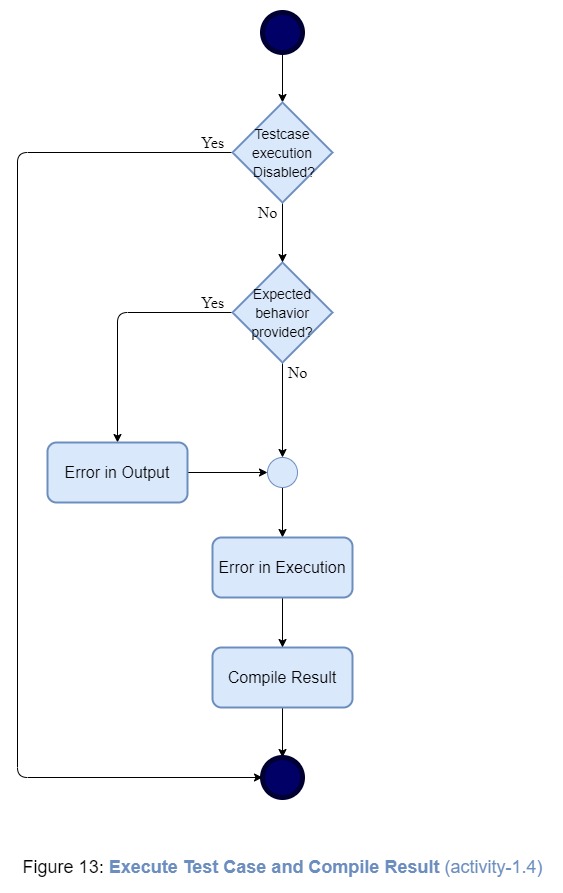 Testcase
execution
Disabled?
Yes
No
Expected
behavior
provided?
Yes
No
Error in Output
Error in Execution
Compile Result
Figure 13: Execute Test Case and Compile Result (activity-1.4)